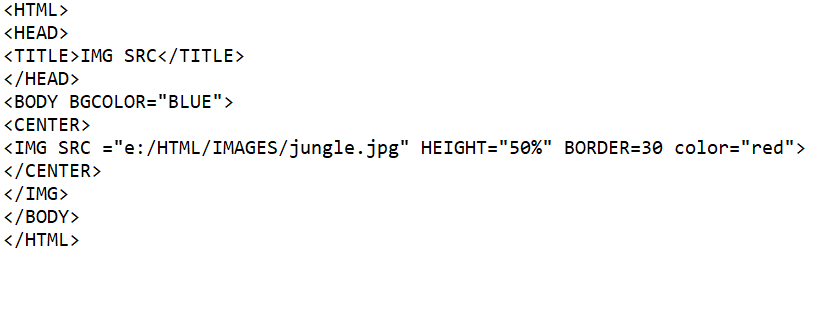 <HTML>
<HEAD>
<TITLE>IMG SRC</TITLE>
</HEAD>
<BODY BGCOLOR="BLUE">
<CENTER>
<IMG SRC ="e:/HTML/IMAGES/jungle.jpg" HEIGHT="50%" BORDER=30 color="red">
</CENTER>
</IMG>
</BODY>
</HTML>